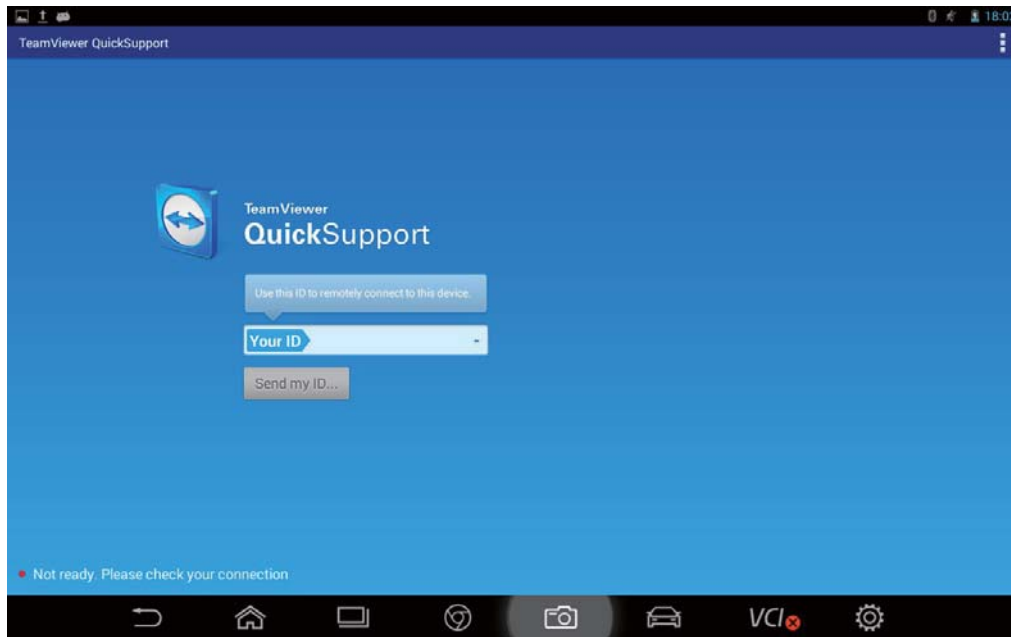 18:02
TeamViewer QuickSupport
TeamViewer
QuickSupport
Use this ID to remotely connect to this device.
Your ID -
Send my ID...
Not ready. Please check your connection
VCI